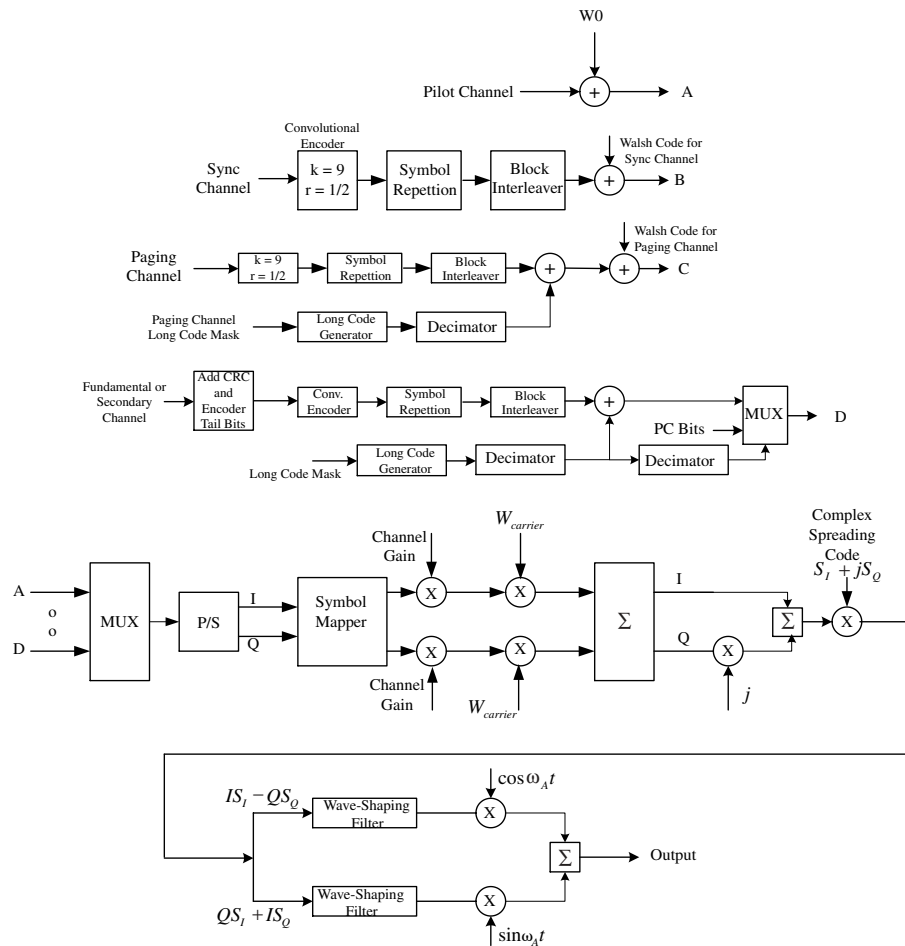 W0
Pilot Channel
+
A
Convolutional
Encoder
Sync
Channel
k = 9
r = 1/2
Symbol
Repettion
Block
Interleaver
Walsh Code for
Sync Channel
+
B
Paging
Channel
k = 9
r = 1/2
Symbol
Repettion
Block
Interleaver
+
Walsh Code for
Paging Channel
+
C
Paging Channel
Long Code Mask
Long Code
Generator
Decimator
Fundamental or
Secondary
Channel
Add CRC
and
Encoder
Tail Bits
Conv.
Encoder
Symbol
Repettion
Block
Interleaver
+
MUX
D
PC Bits
Long Code Mask
Long Code
Generator
Decimator
Decimator
A
o
o
D
MUX
P/S
I
Q
Symbol
Mapper
Channel
Gain
X
W_carrier
X
X
Channel
Gain
X
W_carrier
Σ
I
Q
X
j
Σ
Complex
Spreading
Code
S_I + jS_Q
X
IS_I − QS_Q
QS_I + IS_Q
Wave-Shaping
Filter
Wave-Shaping
Filter
cos ω_A t
X
X
sinω_A t
Σ
Output